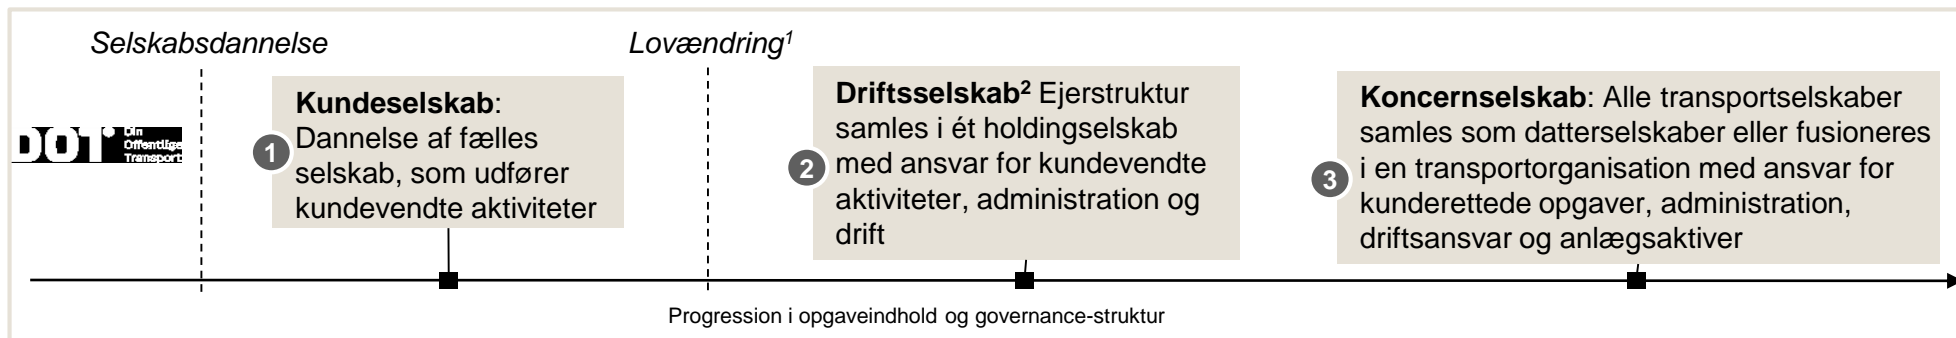 Selskabsdannelse
Lovændring¹
DOT Din
Offentlige
Transport
1
Kundeselskab:
Dannelse af fælles
selskab, som udfører
kundevendte aktiviteter
2
Driftsselskab² Ejerstruktur
samles i ét holdingselskab
med ansvar for kundevendte
aktiviteter, administration og
drift
3
Koncernselskab: Alle transportselskaber
samles som datterselskaber eller fusioneres
i en transportorganisation med ansvar for
kunderettede opgaver, administration,
driftsansvar og anlægsaktiver
Progression i opgaveindhold og governance-struktur